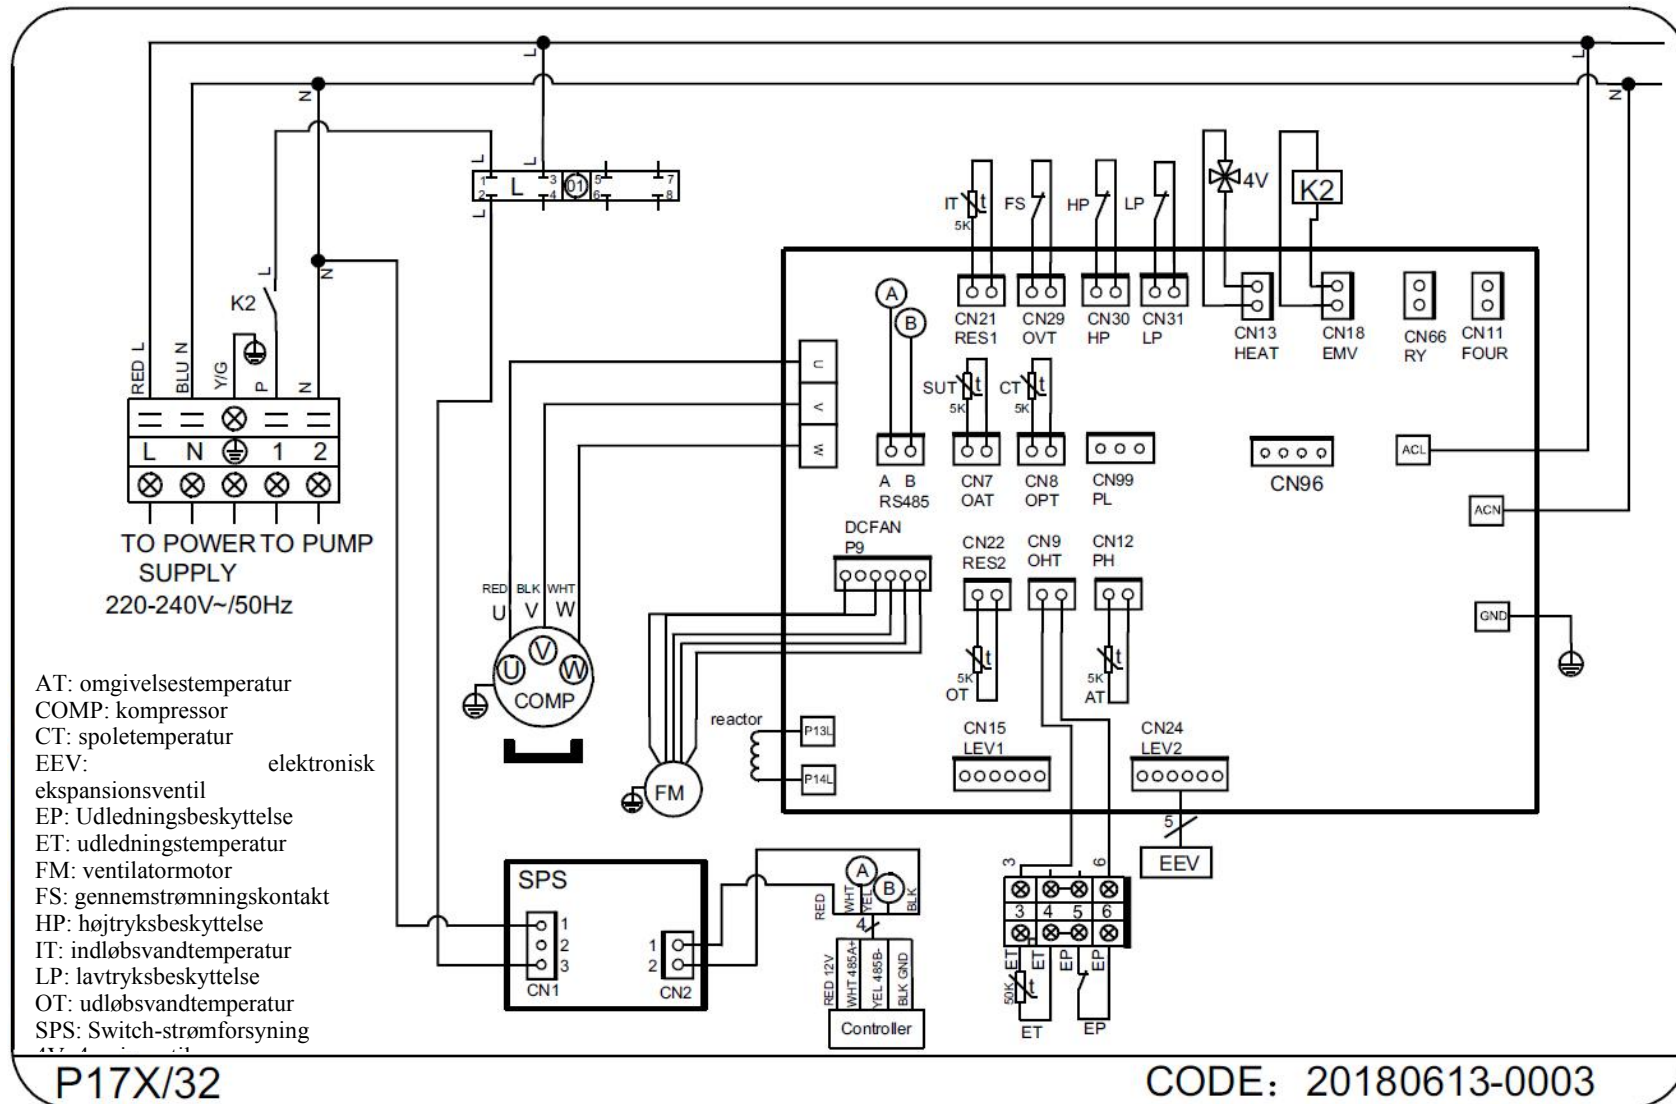 L
L
N
N
L
L
L
1
2
L
3
4
01
5
6
7
8
L
N
L
K2
RED L
BLU N
Y/G
P
N
L N 1 2
TO POWER TO PUMP
SUPPLY
220-240V~/50Hz
IT
t
5K
FS
HP
LP
4V
K2
CN21
RES1
CN29
OVT
CN30
HP
CN31
LP
CN13
HEAT
CN18
EMV
CN66
RY
CN11
FOUR
A
B
A B
RS485
SUT
t
5K
CT
t
5K
CN7
OAT
CN8
OPT
CN99
PL
CN96
ACL
ACN
GND
U
V
W
DCFAN
P9
CN22
RES2
CN9
OHT
CN12
PH
t
5K
OT
t
5K
AT
RED BLK WHT
U V W
U V W
COMP
FM
reactor
P13L
P14L
CN15
LEV1
CN24
LEV2
5
EEV
3
6
3 4 5 6
ET
ET
EP
EP
50K
t
ET
EP
SPS
1
2
3
CN1
1
2
CN2
A
B
RED
WHT
YEL
BLK
4
RED 12V
WHT 485A+
YEL 485B-
BLK GND
Controller
AT: omgivelsestemperatur
COMP: kompressor
CT: spoletemperatur
EEV: elektronisk
ekspansionsventil
EP: Udledningsbeskyttelse
ET: udledningstemperatur
FM: ventilatormotor
FS: gennemstrømningskontakt
HP: højtryksbeskyttelse
IT: indløbsvandtemperatur
LP: lavtryksbeskyttelse
OT: udløbsvandtemperatur
SPS: Switch-strømforsyning
P17X/32
CODE: 20180613-0003